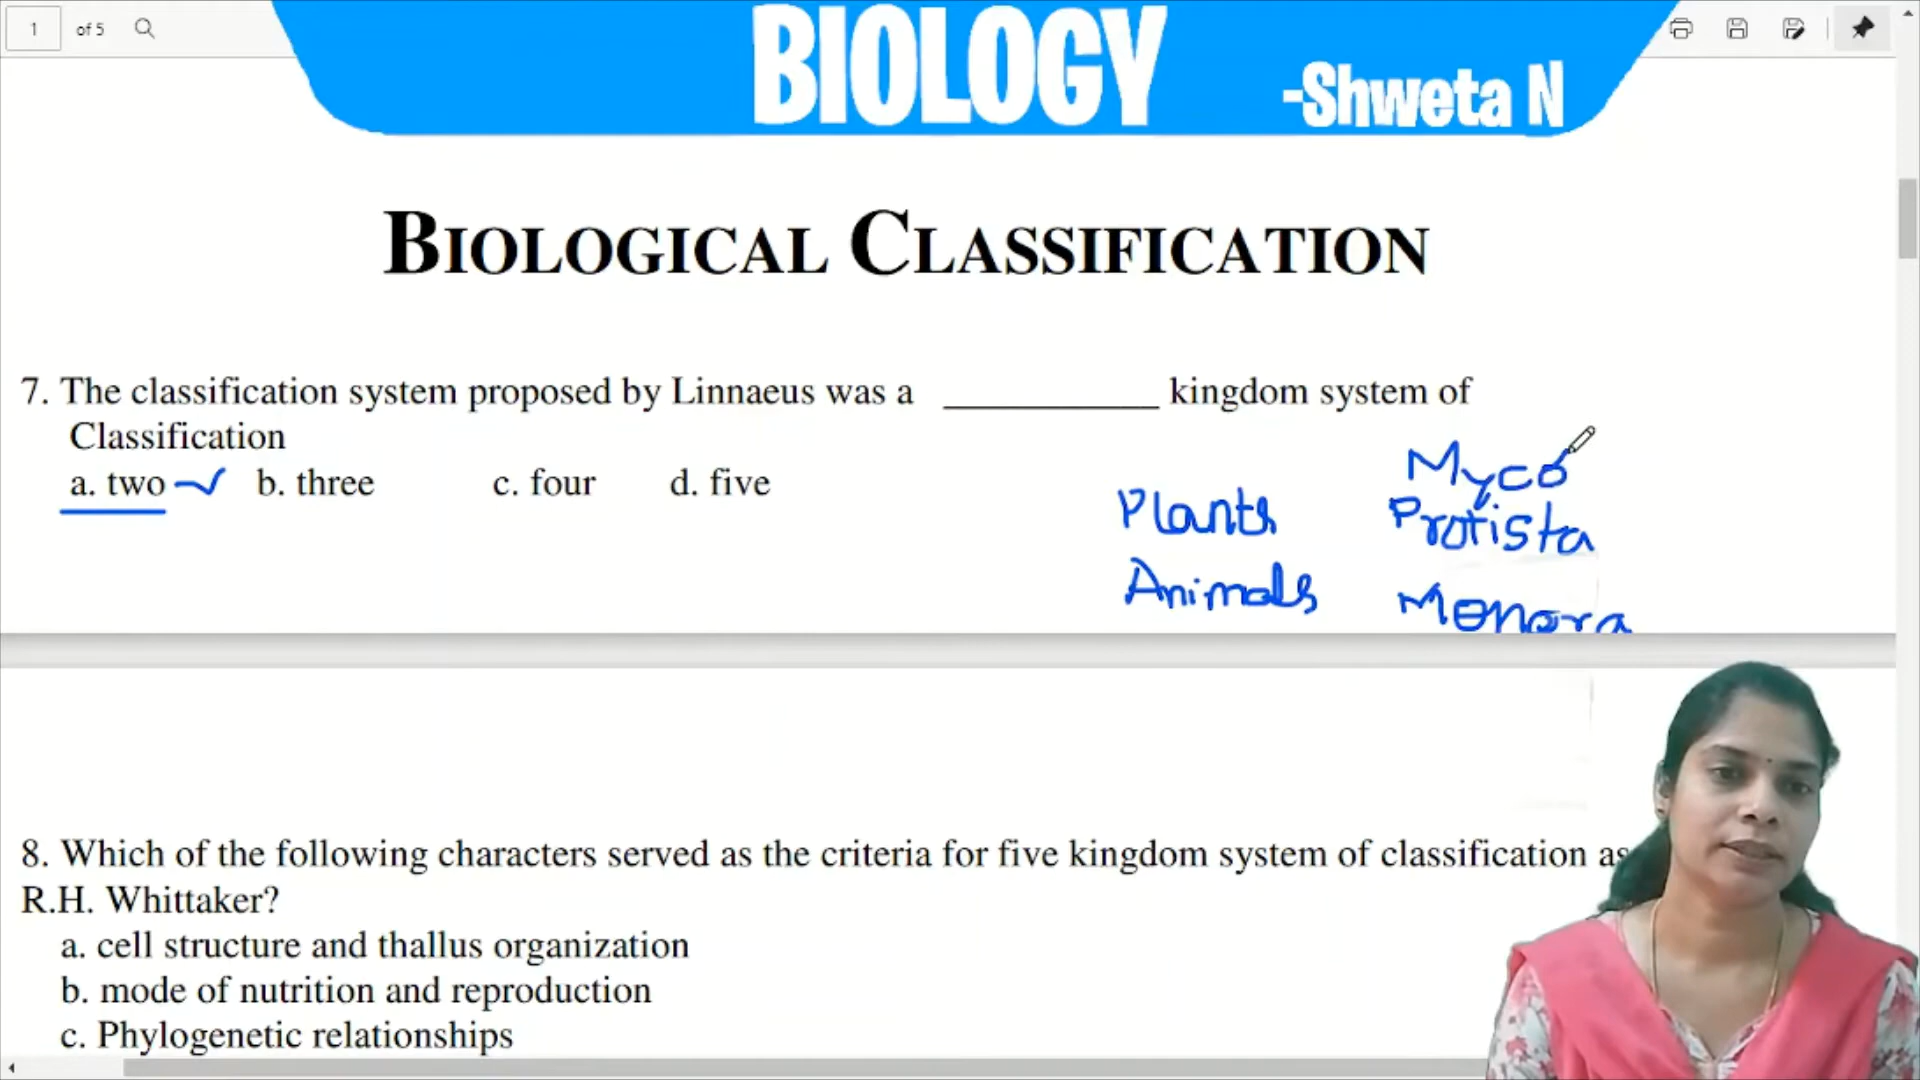 1 of 5
BIOLOGY
-Shweta N
BIOLOGICAL CLASSIFICATION
7. The classification system proposed by Linnaeus was a ____________ kingdom system of
Classification
a. two b. three c. four d. five
Myco
Plants Protista
Animals Monera
8. Which of the following characters served as the criteria for five kingdom system of classification as
R.H. Whittaker?
a. cell structure and thallus organization
b. mode of nutrition and reproduction
c. Phylogenetic relationships